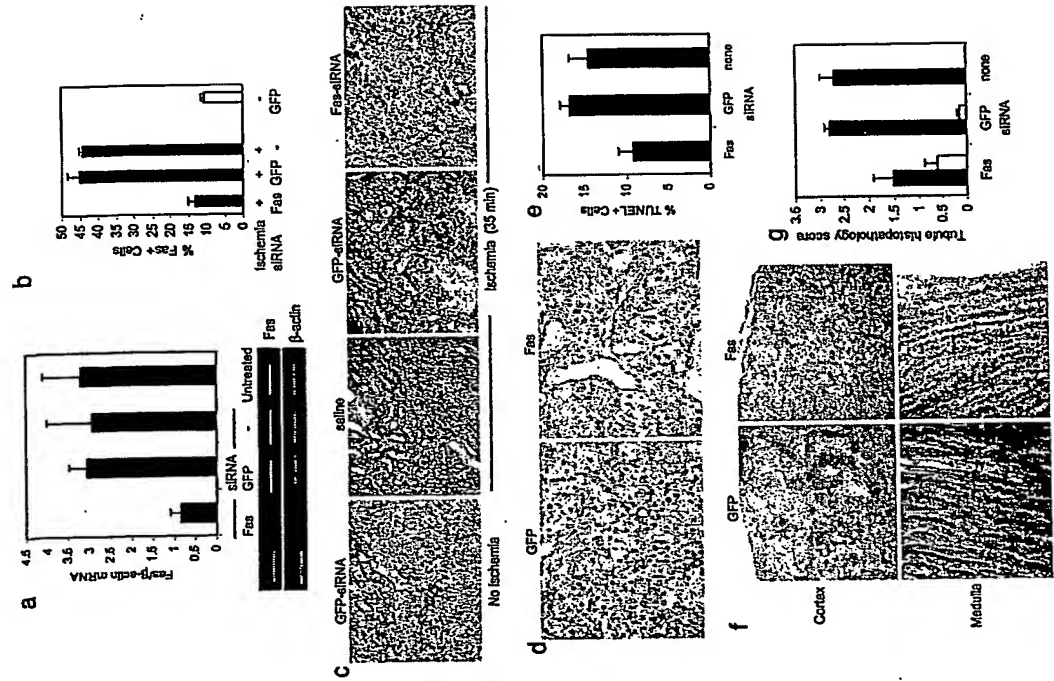 a
Fas/β-actin mRNA
4.5
4
3.5
3
2.5
2
1.5
1
0.5
0
Fas
GFP
-
Untreated
siRNA
Fas
β-actin
b
% Fas+ Cells
50
45
40
35
30
25
20
15
10
5
0
Ischemia + + + -
siRNA Fas GFP - GFP
c
GFP-siRNA
saline
GFP-siRNA
Fas-siRNA
No Ischemia
Ischemia (35 min)
d
GFP
Fas
e
% TUNEL+ Cells
20
15
10
5
0
Fas
GFP
none
siRNA
f
GFP
Fas
Cortex
Medulla
g
Tubule histopathology score
3.5
3
2.5
2
1.5
1
0.5
0
Fas
GFP
none
siRNA